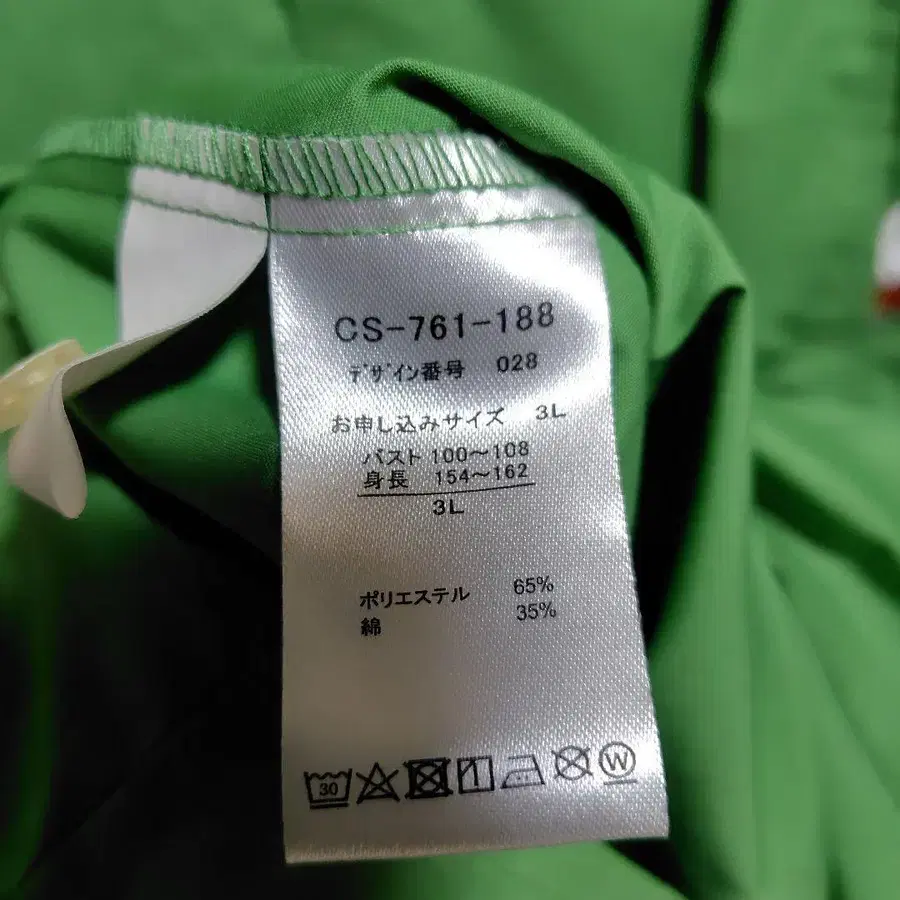 CS-761-188
デザイン番号 028
お申し込みサイズ 3L
バスト 100～108
身長 154～162
3L
ポリエステル 65%
綿 35%
30
W